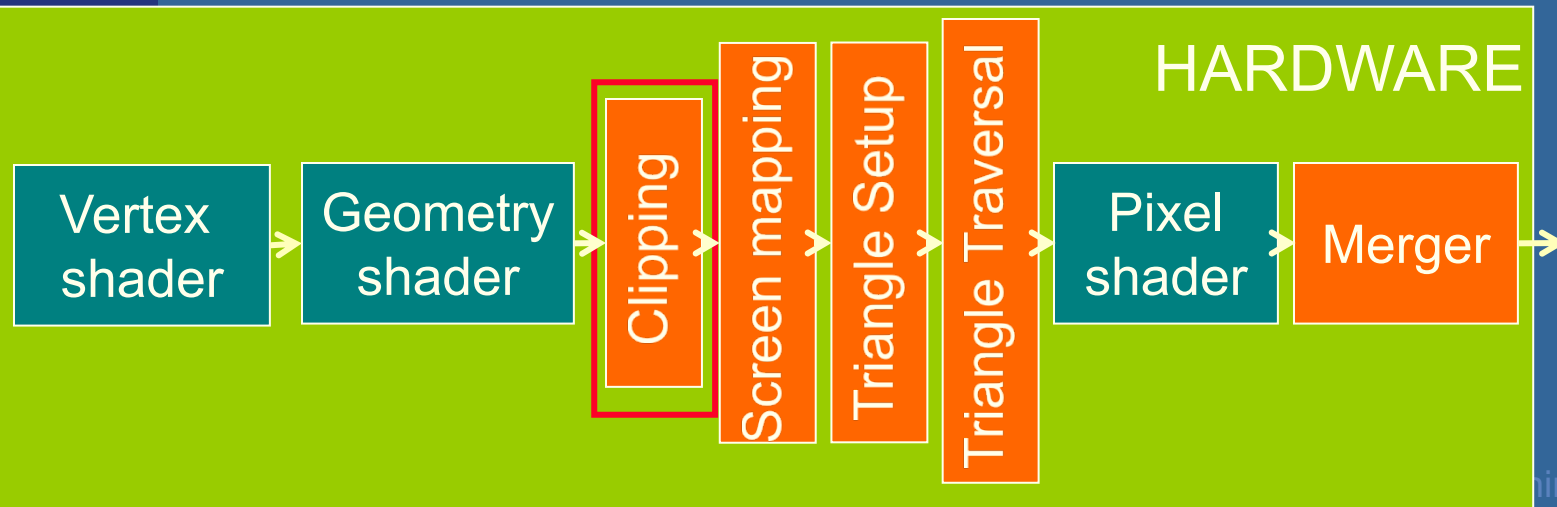 HARDWARE
Vertex
shader
Geometry
shader
Clipping
Screen mapping
Triangle Setup
Triangle Traversal
Pixel
shader
Merger